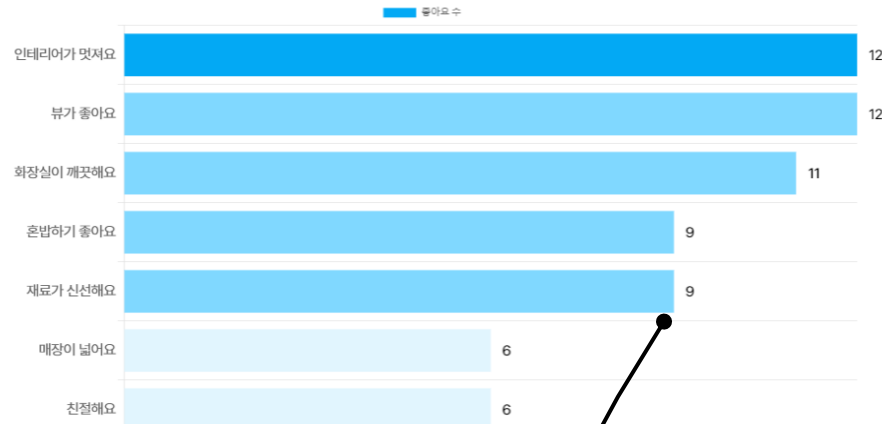 좋아요 수
인테리어가 멋져요 12
뷰가 좋아요 12
화장실이 깨끗해요 11
혼밥하기 좋아요 9
재료가 신선해요 9
매장이 넓어요 6
친절해요 6